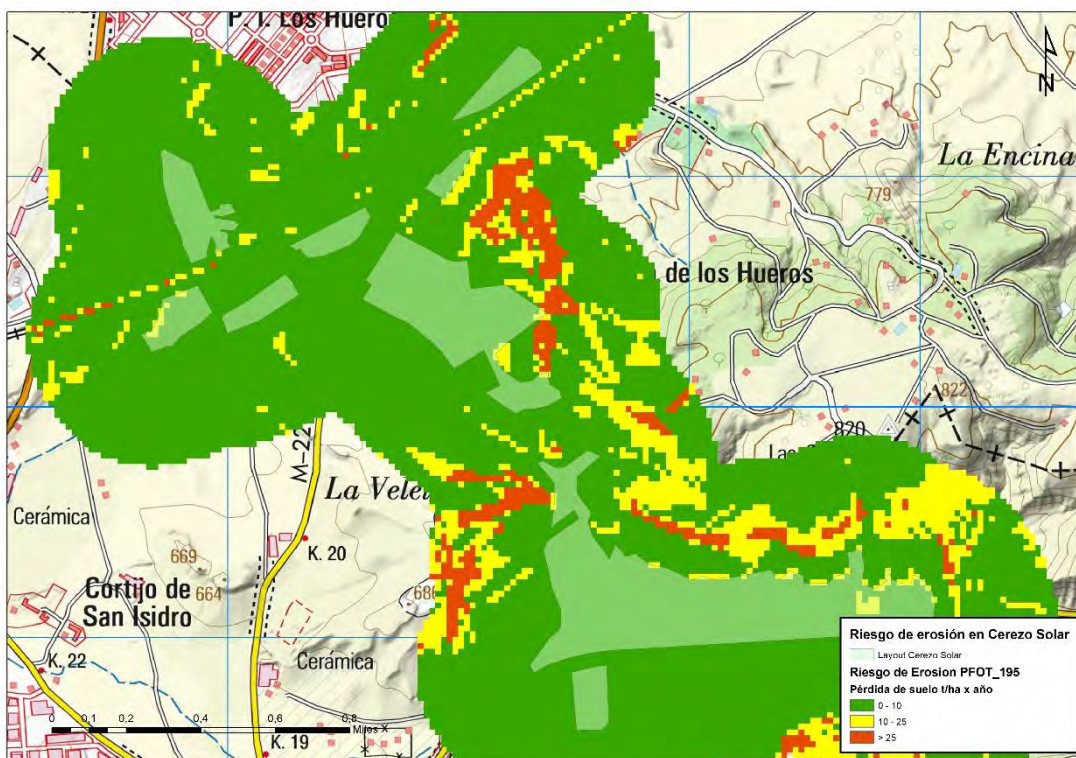 P. I. Los Hueros
N
La Encina
779
de los Hueros
822
820
Las
M-22
La Vele
Cerámica
669
664
K. 20
686
Cortijo de
San Isidro
K. 22
Cerámica
K. 19
0 0,1 0,2 0,4 0,6 0,8
Miles
Riesgo de erosión en Cerezo Solar
Layout Cerezo Solar
Riesgo de Erosion PFOT_195
Pérdida de suelo t/ha x año
0 - 10
10 - 25
> 25